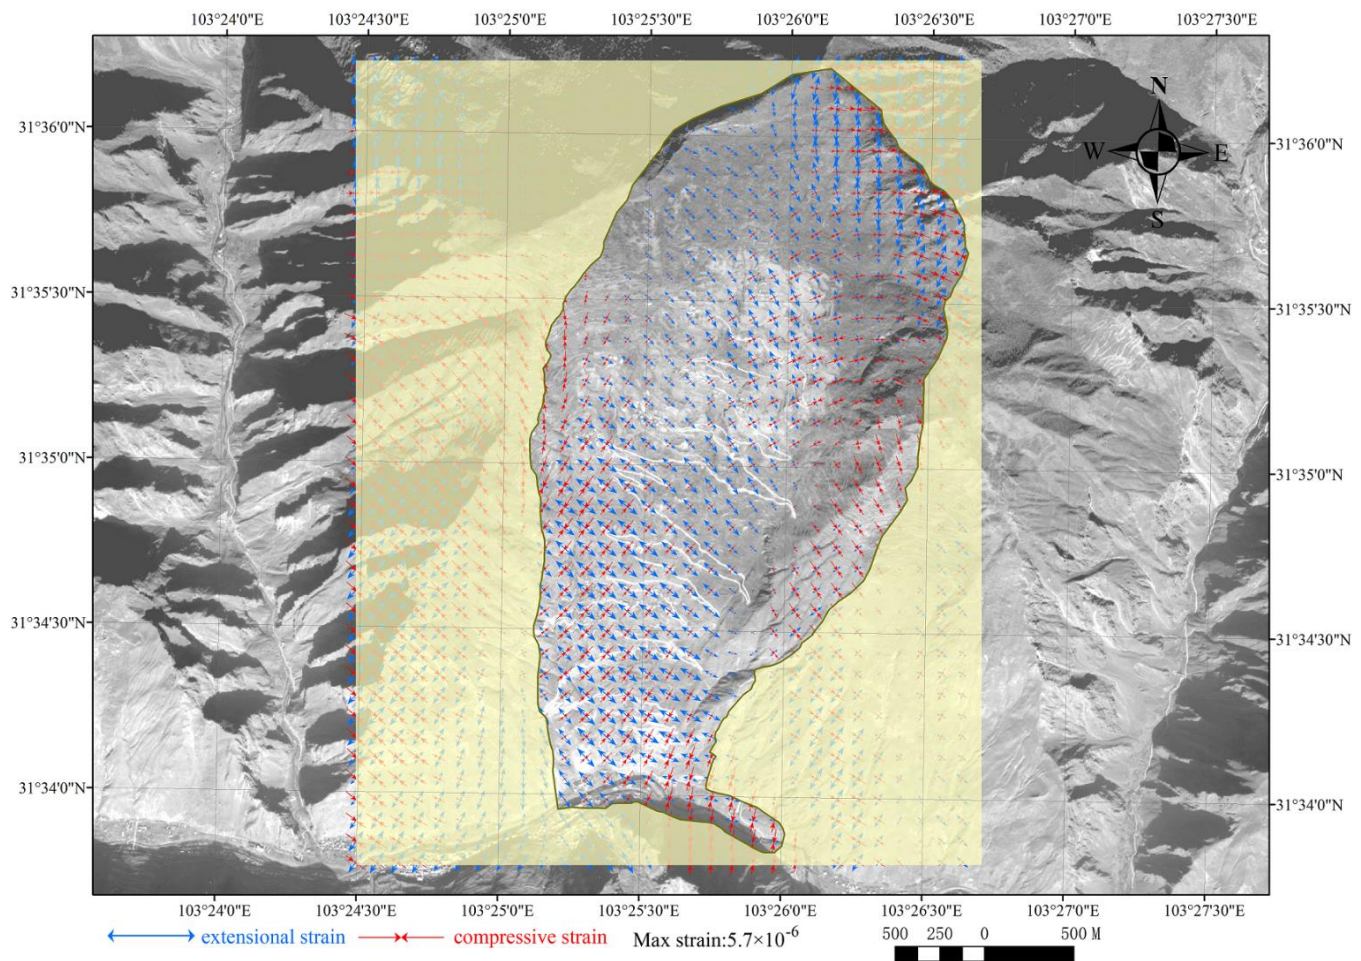 103°24'0"E 103°24'30"E 103°25'0"E 103°25'30"E 103°26'0"E 103°26'30"E 103°27'0"E 103°27'30"E
N
31°36'0"N 31°36'0"N
W E
S
31°35'30"N 31°35'30"N
31°35'0"N 31°35'0"N
31°34'30"N 31°34'30"N
31°34'0"N 31°34'0"N
103°24'0"E 103°24'30"E 103°25'0"E 103°25'30"E 103°26'0"E 103°26'30"E 103°27'0"E 103°27'30"E
extensional strain compressive strain Max strain:5.7×10⁻⁶ 500 250 0 500 M